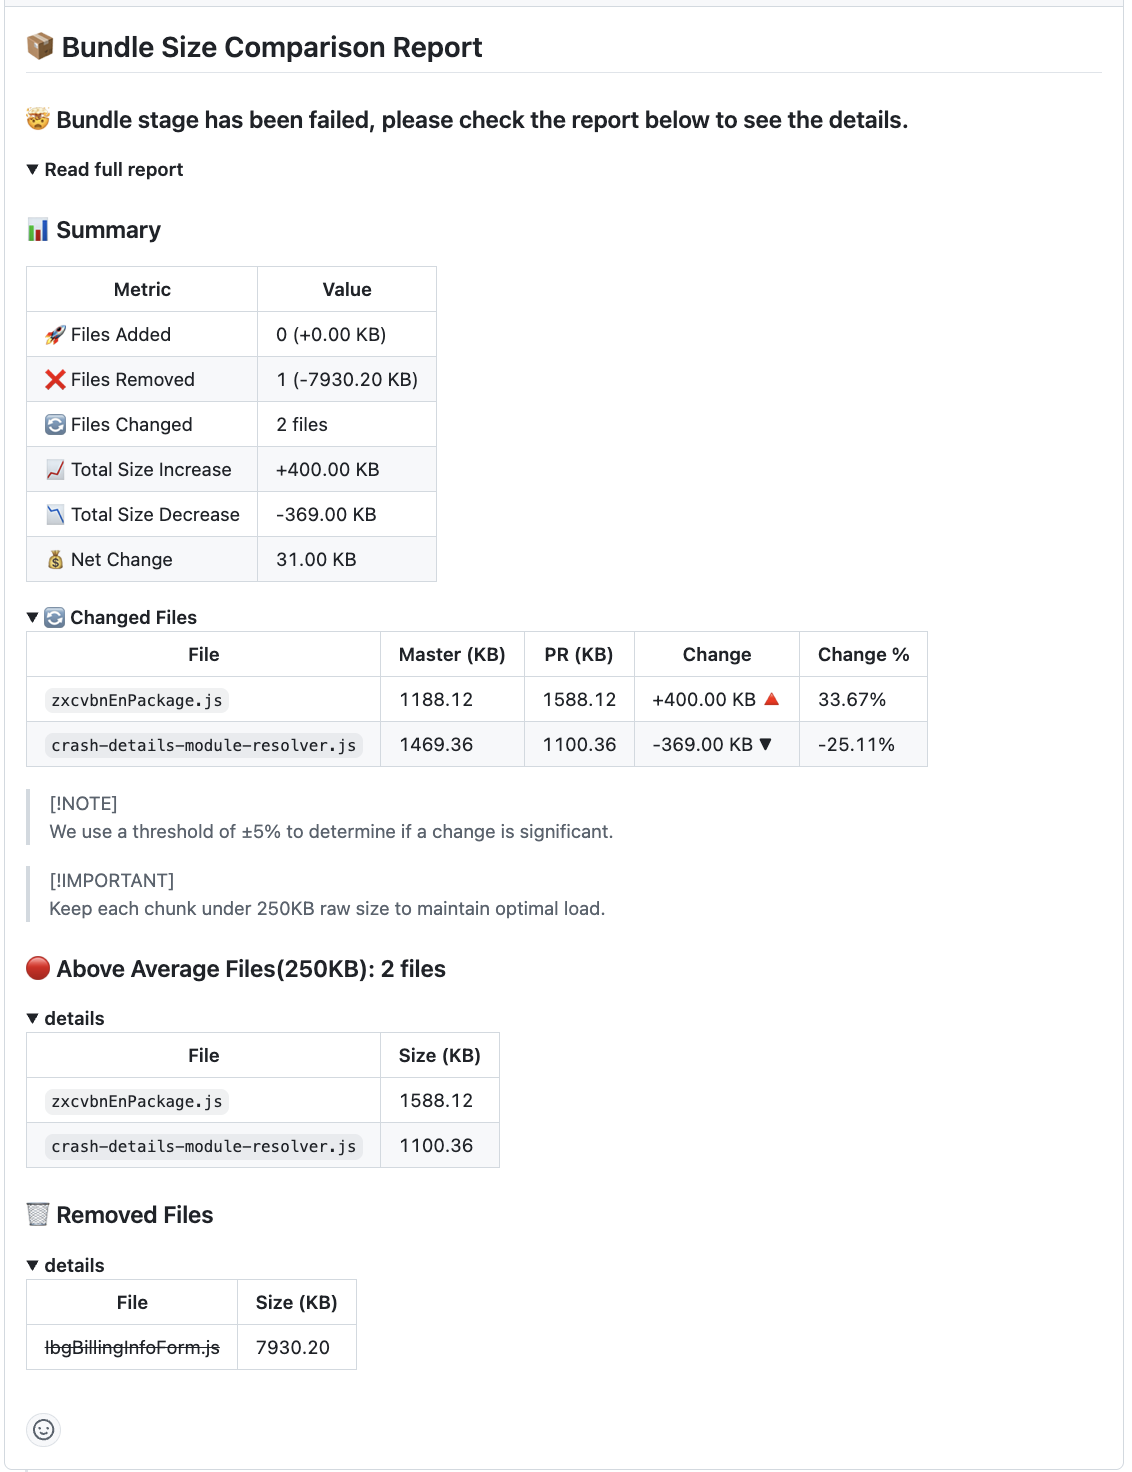 📦 Bundle Size Comparison Report
🤯 Bundle stage has been failed, please check the report below to see the details.
▼ Read full report
📊 Summary
Metric Value
🚀 Files Added 0 (+0.00 KB)
❌ Files Removed 1 (-7930.20 KB)
🔄 Files Changed 2 files
📈 Total Size Increase +400.00 KB
📉 Total Size Decrease -369.00 KB
💰 Net Change 31.00 KB
▼ 🔄 Changed Files
File Master (KB) PR (KB) Change Change %
zxcvbnEnPackage.js 1188.12 1588.12 +400.00 KB 🔺 33.67%
crash-details-module-resolver.js 1469.36 1100.36 -369.00 KB ▼ -25.11%
[!NOTE]
We use a threshold of ±5% to determine if a change is significant.
[!IMPORTANT]
Keep each chunk under 250KB raw size to maintain optimal load.
🔴 Above Average Files(250KB): 2 files
▼ details
File Size (KB)
zxcvbnEnPackage.js 1588.12
crash-details-module-resolver.js 1100.36
🗑️ Removed Files
▼ details
File Size (KB)
IbgBillingInfoForm.js 7930.20